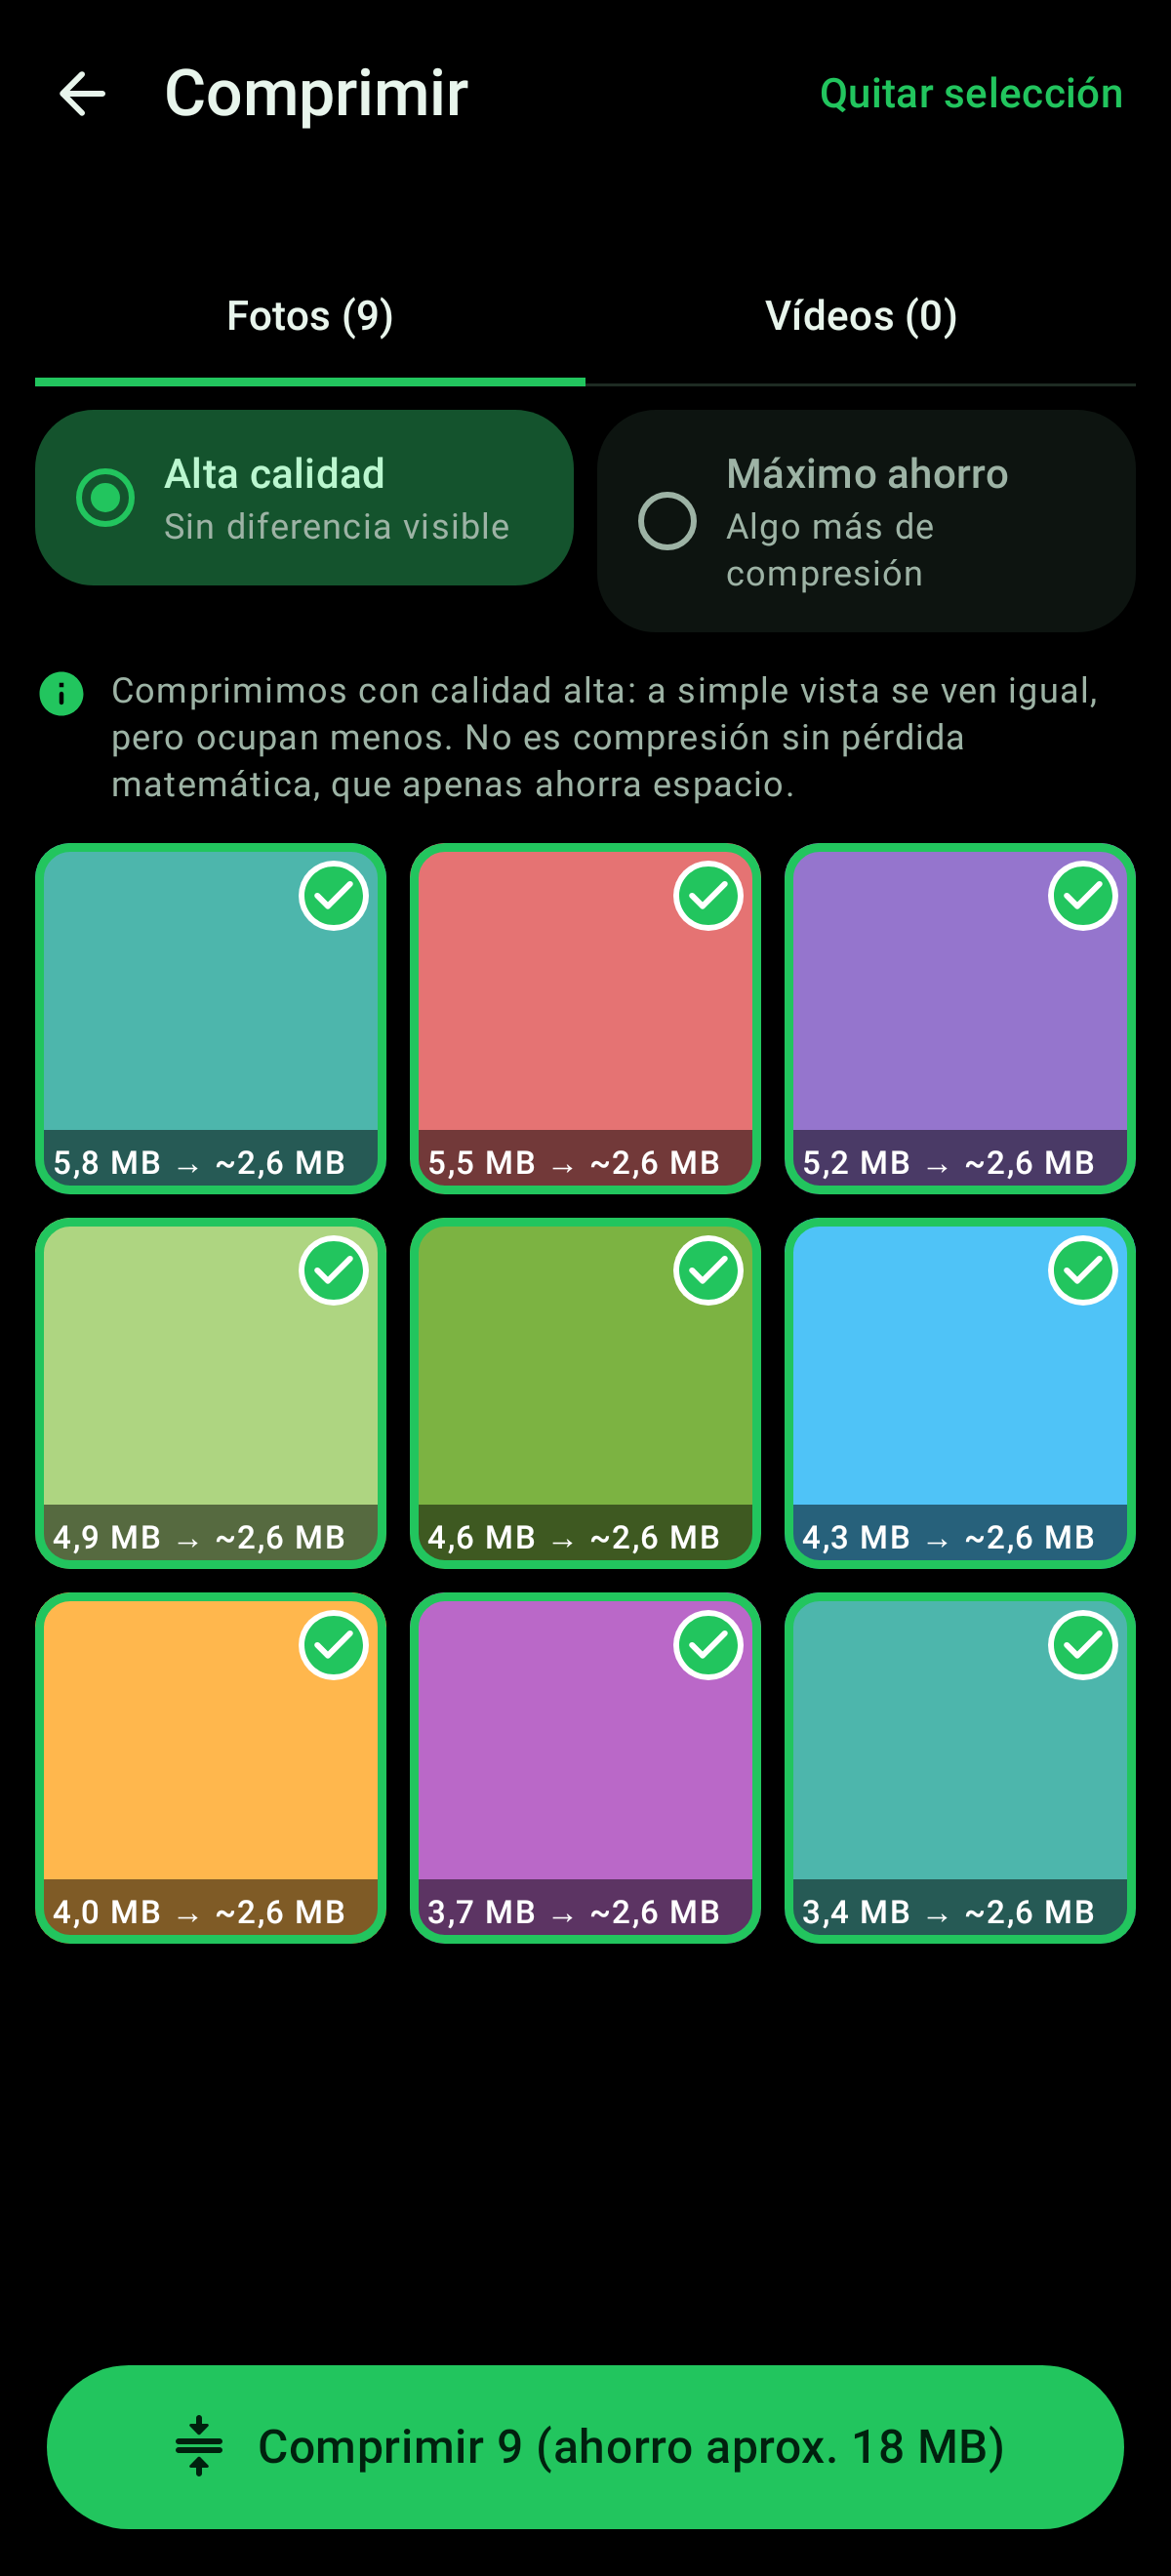 Comprimir
Quitar selección
Fotos (9)
Vídeos (0)
Alta calidad
Sin diferencia visible
Máximo ahorro
Algo más de
compresión
Comprimimos con calidad alta: a simple vista se ven igual,
pero ocupan menos. No es compresión sin pérdida
matemática, que apenas ahorra espacio.
5,8 MB → ~2,6 MB
5,5 MB → ~2,6 MB
5,2 MB → ~2,6 MB
4,9 MB → ~2,6 MB
4,6 MB → ~2,6 MB
4,3 MB → ~2,6 MB
4,0 MB → ~2,6 MB
3,7 MB → ~2,6 MB
3,4 MB → ~2,6 MB
Comprimir 9 (ahorro aprox. 18 MB)